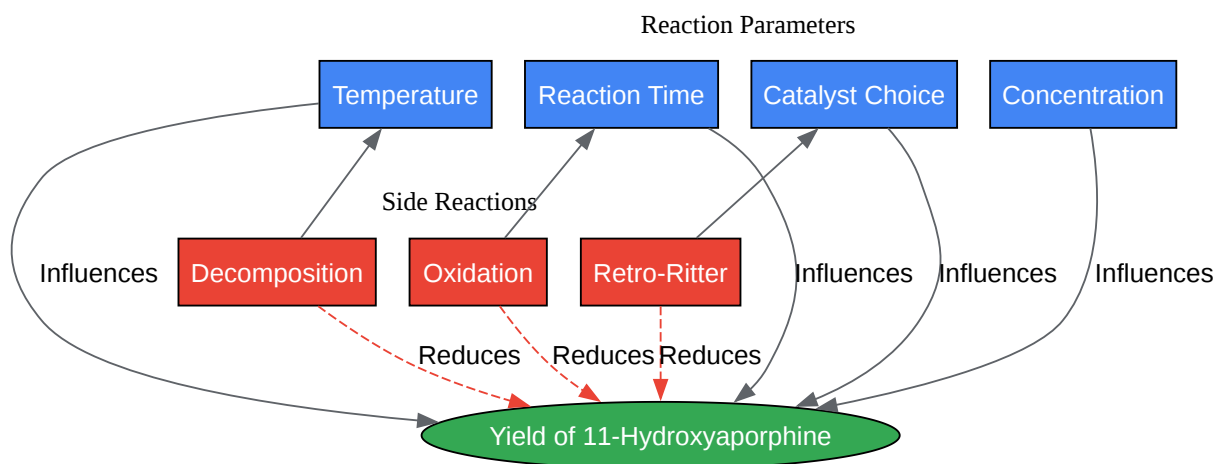 Reaction Parameters
Temperature
Reaction Time
Catalyst Choice
Concentration
Side Reactions
Decomposition
Oxidation
Retro-Ritter
Influences
Influences
Influences
Influences
Reduces
Reduces
Reduces
Yield of 11-Hydroxyaporphine